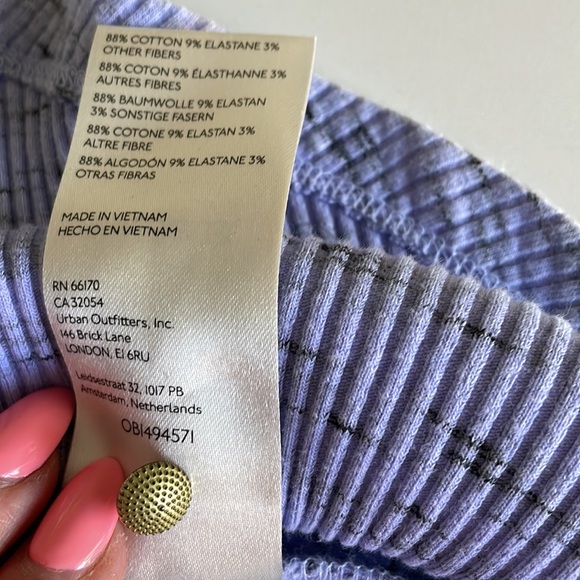 88% COTTON 9% ELASTANE 3%
OTHER FIBERS
88% COTON 9% ÉLASTHANNE 3%
AUTRES FIBRES
88% BAUMWOLLE 9% ELASTAN
3% SONSTIGE FASERN
88% COTONE 9% ELASTAN 3%
ALTRE FIBRE
88% ALGODÓN 9% ELASTANE 3%
OTRAS FIBRAS
MADE IN VIETNAM
HECHO EN VIETNAM
RN 66170
CA 32054
Urban Outfitters, Inc.
146 Brick Lane
LONDON, E1 6RU
Leidsestraat 32, 1017 PB
Amsterdam, Netherlands
OB1494571